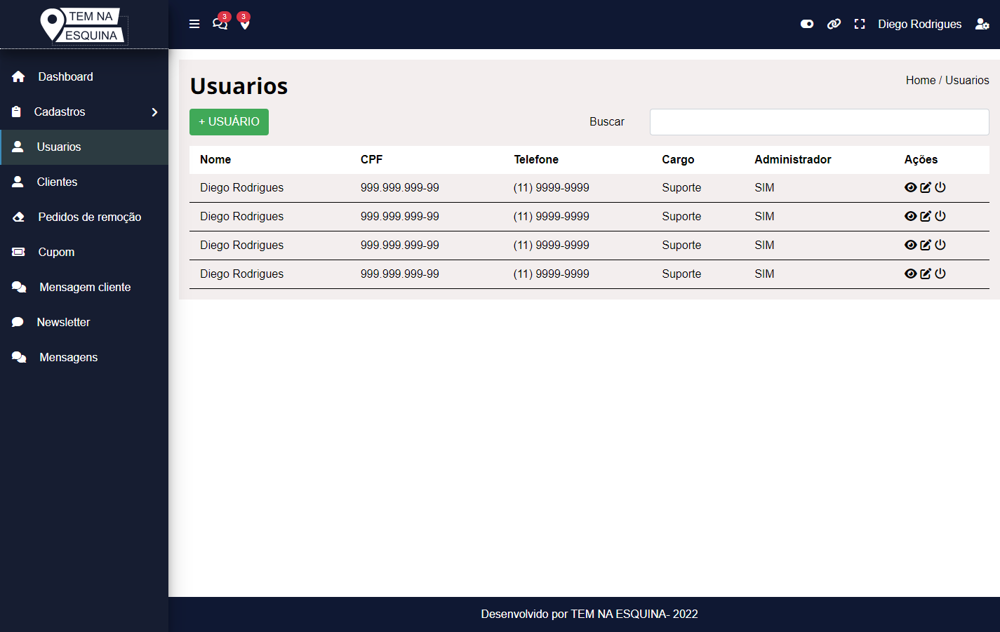 TEM NA
ESQUINA
3
3
Diego Rodrigues
Dashboard
Cadastros
Usuarios
Clientes
Pedidos de remoção
Cupom
Mensagem cliente
Newsletter
Mensagens
Usuarios
Home / Usuarios
+ USUÁRIO
Buscar
Nome CPF Telefone Cargo Administrador Ações
Diego Rodrigues 999.999.999-99 (11) 9999-9999 Suporte SIM
Diego Rodrigues 999.999.999-99 (11) 9999-9999 Suporte SIM
Diego Rodrigues 999.999.999-99 (11) 9999-9999 Suporte SIM
Diego Rodrigues 999.999.999-99 (11) 9999-9999 Suporte SIM
Desenvolvido por TEM NA ESQUINA- 2022